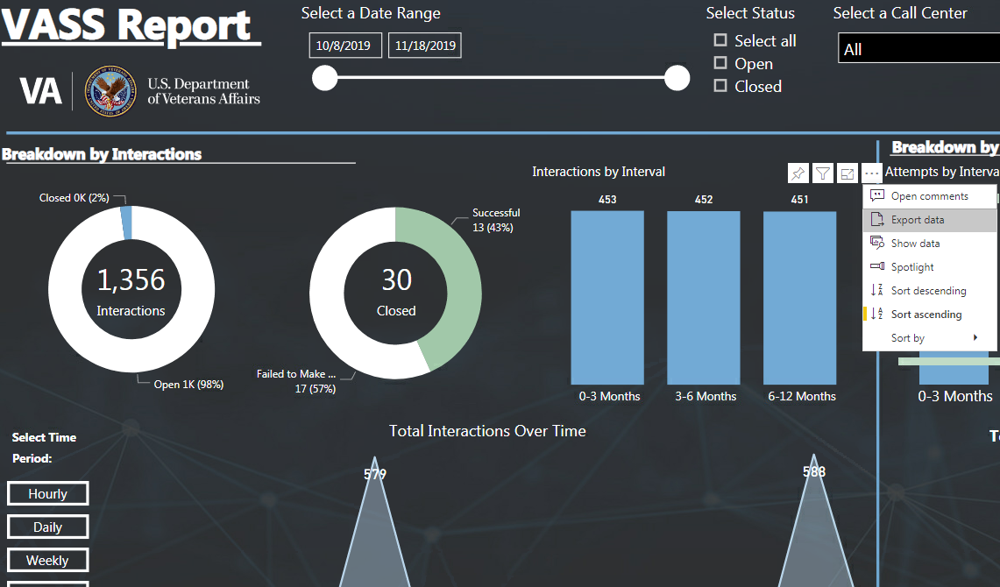 VASS Report
Select a Date Range
Select Status
Select a Call Center
10/8/2019
11/18/2019
Select all
Open
Closed
All
VA
U.S. Department
of Veterans Affairs
Breakdown by Interactions
Breakdown by
Interactions by Interval
Attempts by Interva
Closed 0K (2%)
1,356
Interactions
Open 1K (98%)
Successful
13 (43%)
30
Closed
Failed to Make ...
17 (57%)
453
452
451
0-3 Months
3-6 Months
6-12 Months
Open comments
Export data
Show data
Spotlight
Sort descending
Sort ascending
Sort by
0-3 Months
Select Time
Period:
Hourly
Daily
Weekly
Total Interactions Over Time
579
588